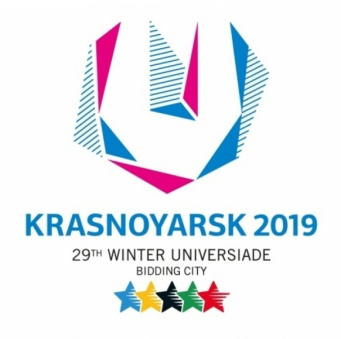 KRASNOYARSK 2019
29TH WINTER UNIVERSIADE
BIDDING CITY